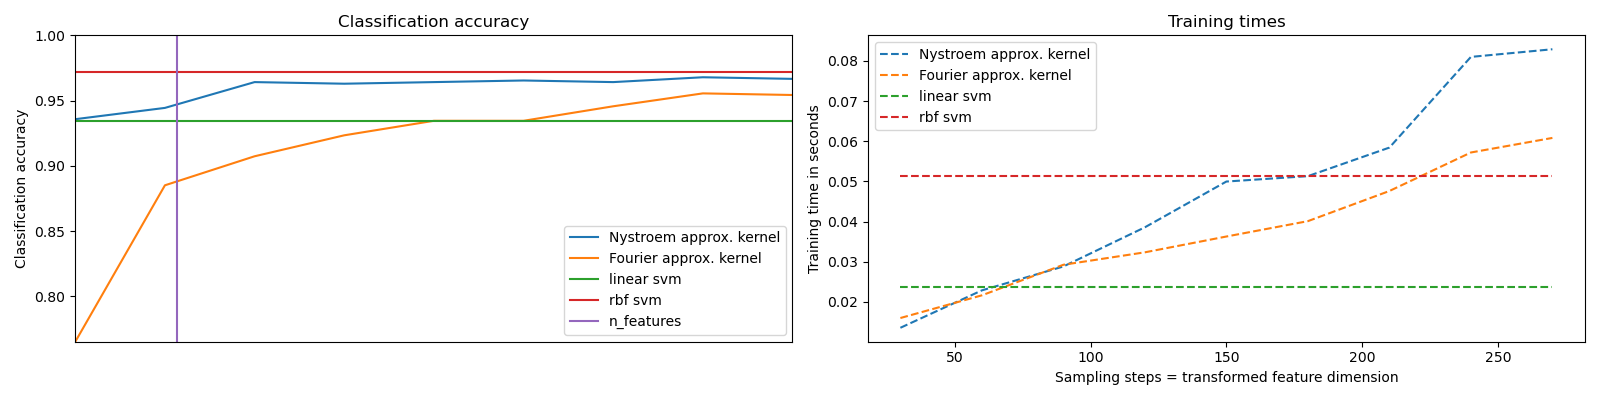 Classification accuracy
Classification accuracy
1.00
0.95
0.90
0.85
0.80
Nystroem approx. kernel
Fourier approx. kernel
linear svm
rbf svm
n_features
Training times
Training time in seconds
0.08
0.07
0.06
0.05
0.04
0.03
0.02
Nystroem approx. kernel
Fourier approx. kernel
linear svm
rbf svm
50 100 150 200 250
Sampling steps = transformed feature dimension